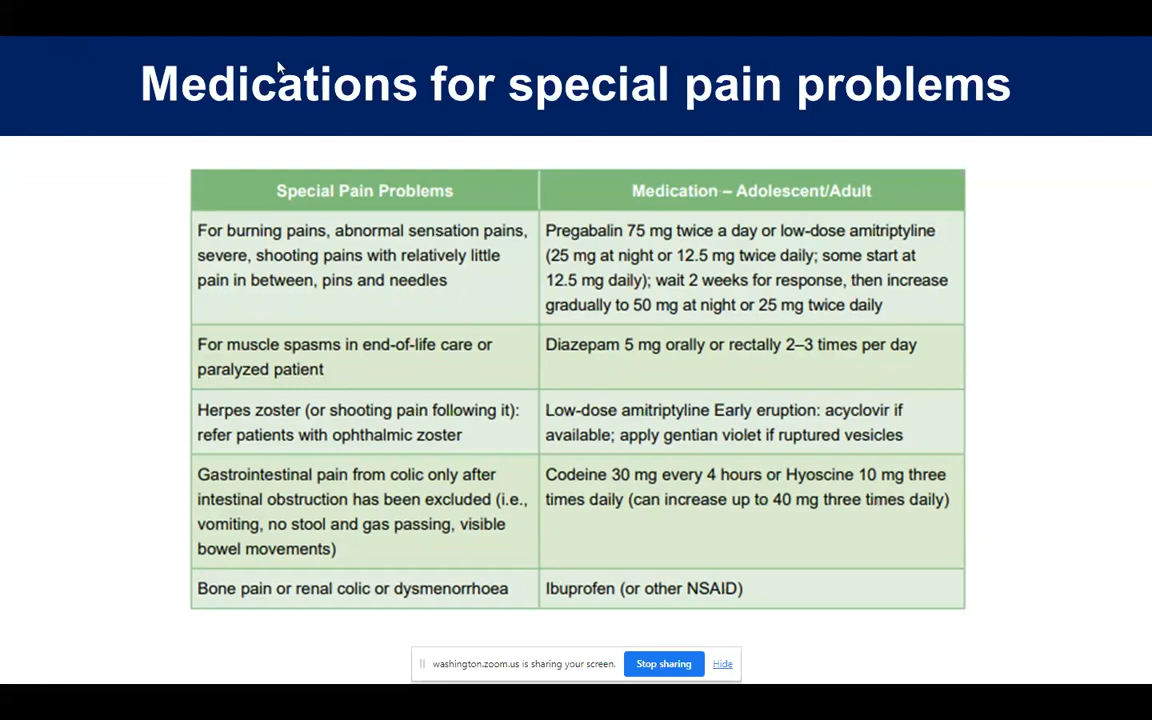 Medications for special pain problems
Special Pain Problems
Medication – Adolescent/Adult
For burning pains, abnormal sensation pains,
severe, shooting pains with relatively little
pain in between, pins and needles
Pregabalin 75 mg twice a day or low-dose amitriptyline
(25 mg at night or 12.5 mg twice daily; some start at
12.5 mg daily); wait 2 weeks for response, then increase
gradually to 50 mg at night or 25 mg twice daily
For muscle spasms in end-of-life care or
paralyzed patient
Diazepam 5 mg orally or rectally 2–3 times per day
Herpes zoster (or shooting pain following it):
refer patients with ophthalmic zoster
Low-dose amitriptyline Early eruption: acyclovir if
available; apply gentian violet if ruptured vesicles
Gastrointestinal pain from colic only after
intestinal obstruction has been excluded (i.e.,
vomiting, no stool and gas passing, visible
bowel movements)
Codeine 30 mg every 4 hours or Hyoscine 10 mg three
times daily (can increase up to 40 mg three times daily)
Bone pain or renal colic or dysmenorrhoea
Ibuprofen (or other NSAID)
washington.zoom.us is sharing your screen.
Stop sharing
Hide